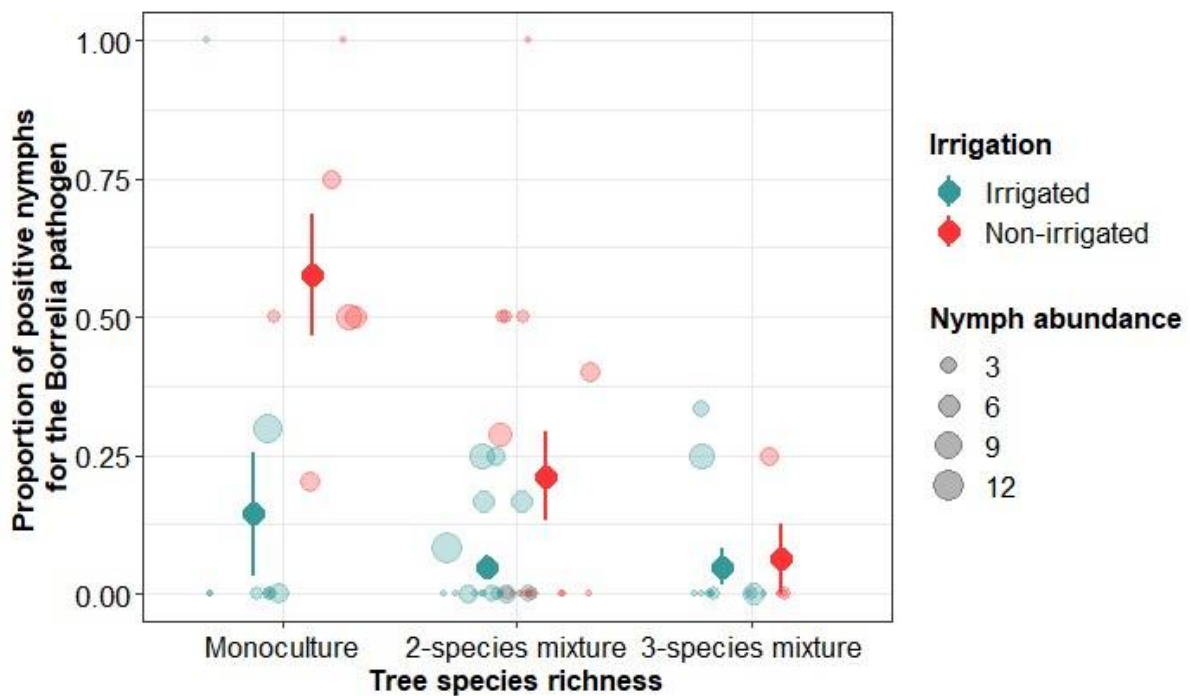 Proportion of positive nymphs
for the Borrelia pathogen
1.00
0.75
0.50
0.25
0.00
Monoculture
2-species mixture
3-species mixture
Tree species richness
Irrigation
Irrigated
Non-irrigated
Nymph abundance
3
6
9
12